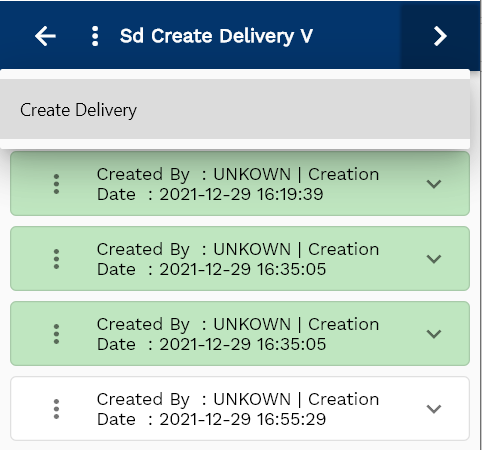 Sd Create Delivery V
Create Delivery
Created By : UNKOWN | Creation
Date : 2021-12-29 16:19:39
Created By : UNKOWN | Creation
Date : 2021-12-29 16:35:05
Created By : UNKOWN | Creation
Date : 2021-12-29 16:35:05
Created By : UNKOWN | Creation
Date : 2021-12-29 16:55:29